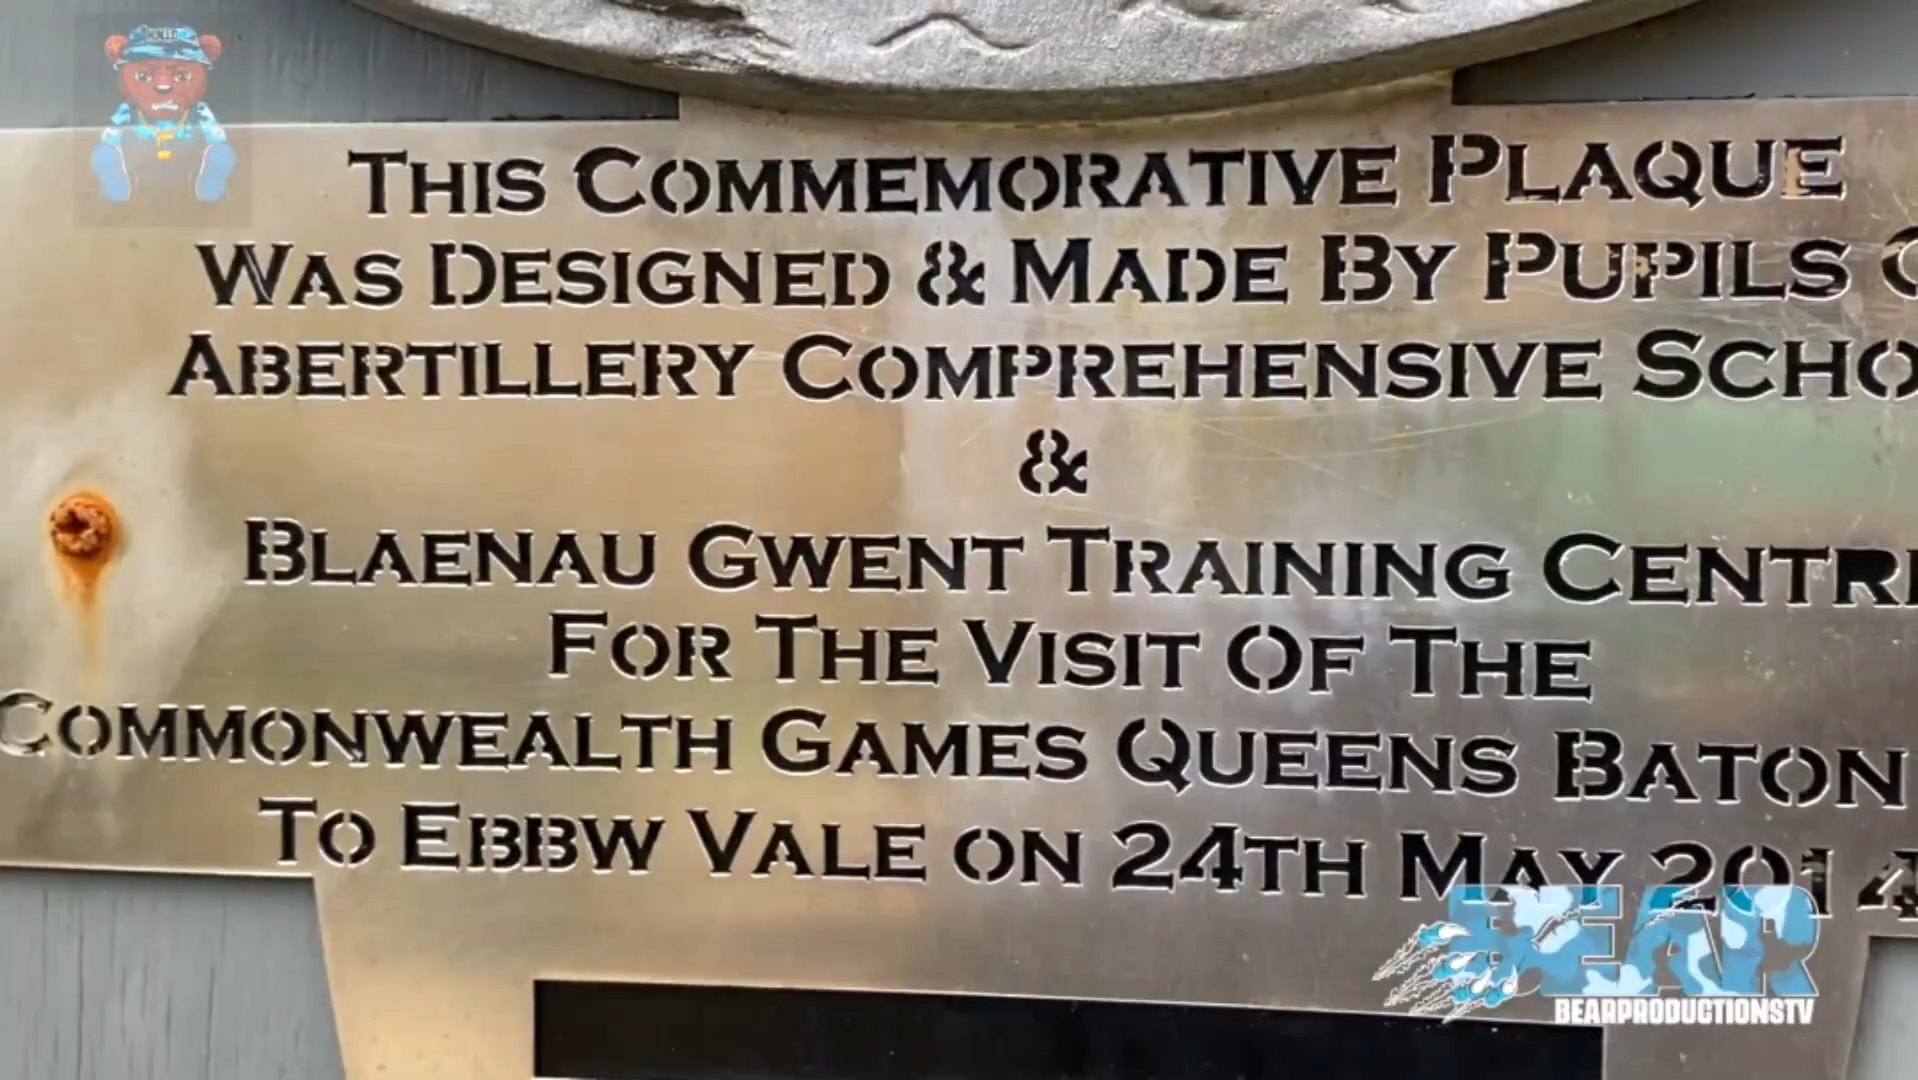 This Commemorative Plaque
Was Designed & Made By Pupils
Abertillery Comprehensive Scho
&
Blaenau Gwent Training Centr
For The Visit Of The
Commonwealth Games Queens Baton
To Ebbw Vale on 24th May 2014
BEAR
BEARPRODUCTIONSTV